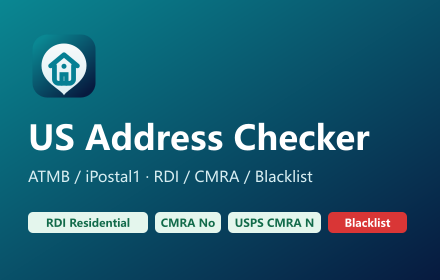 US Address Checker
ATMB / iPostal1 · RDI / CMRA / Blacklist
RDI Residential CMRA No USPS CMRA N Blacklist